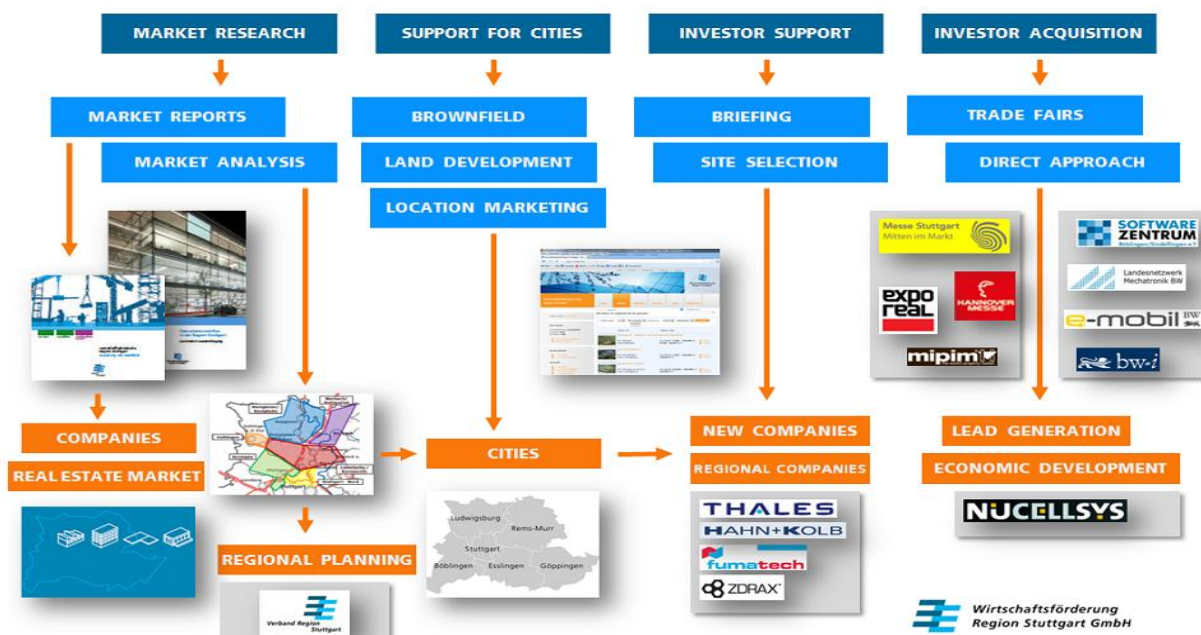 MARKET RESEARCH
SUPPORT FOR CITIES
INVESTOR SUPPORT
INVESTOR ACQUISITION
MARKET REPORTS
BROWNFIELD
BRIEFING
TRADE FAIRS
MARKET ANALYSIS
LAND DEVELOPMENT
SITE SELECTION
DIRECT APPROACH
LOCATION MARKETING
Messe Stuttgart
Mitten im Markt
SOFTWARE
ZENTRUM
Böblingen/Sindelfingen e.V.
Landesnetzwerk
Mechatronik BW
expo
real
HANNOVER
MESSE
e-mobil BW
mipim
bw-i
COMPANIES
REAL ESTATE MARKET
CITIES
NEW COMPANIES
REGIONAL COMPANIES
LEAD GENERATION
ECONOMIC DEVELOPMENT
Ludwigsburg
Rems-Murr
Stuttgart
Böblingen
Esslingen
Göppingen
THALES
HAHN+KOLB
fumatech
ZDRAX
NUCELLSYS
REGIONAL PLANNING
Verband Region
Stuttgart
Wirtschaftsförderung
Region Stuttgart GmbH